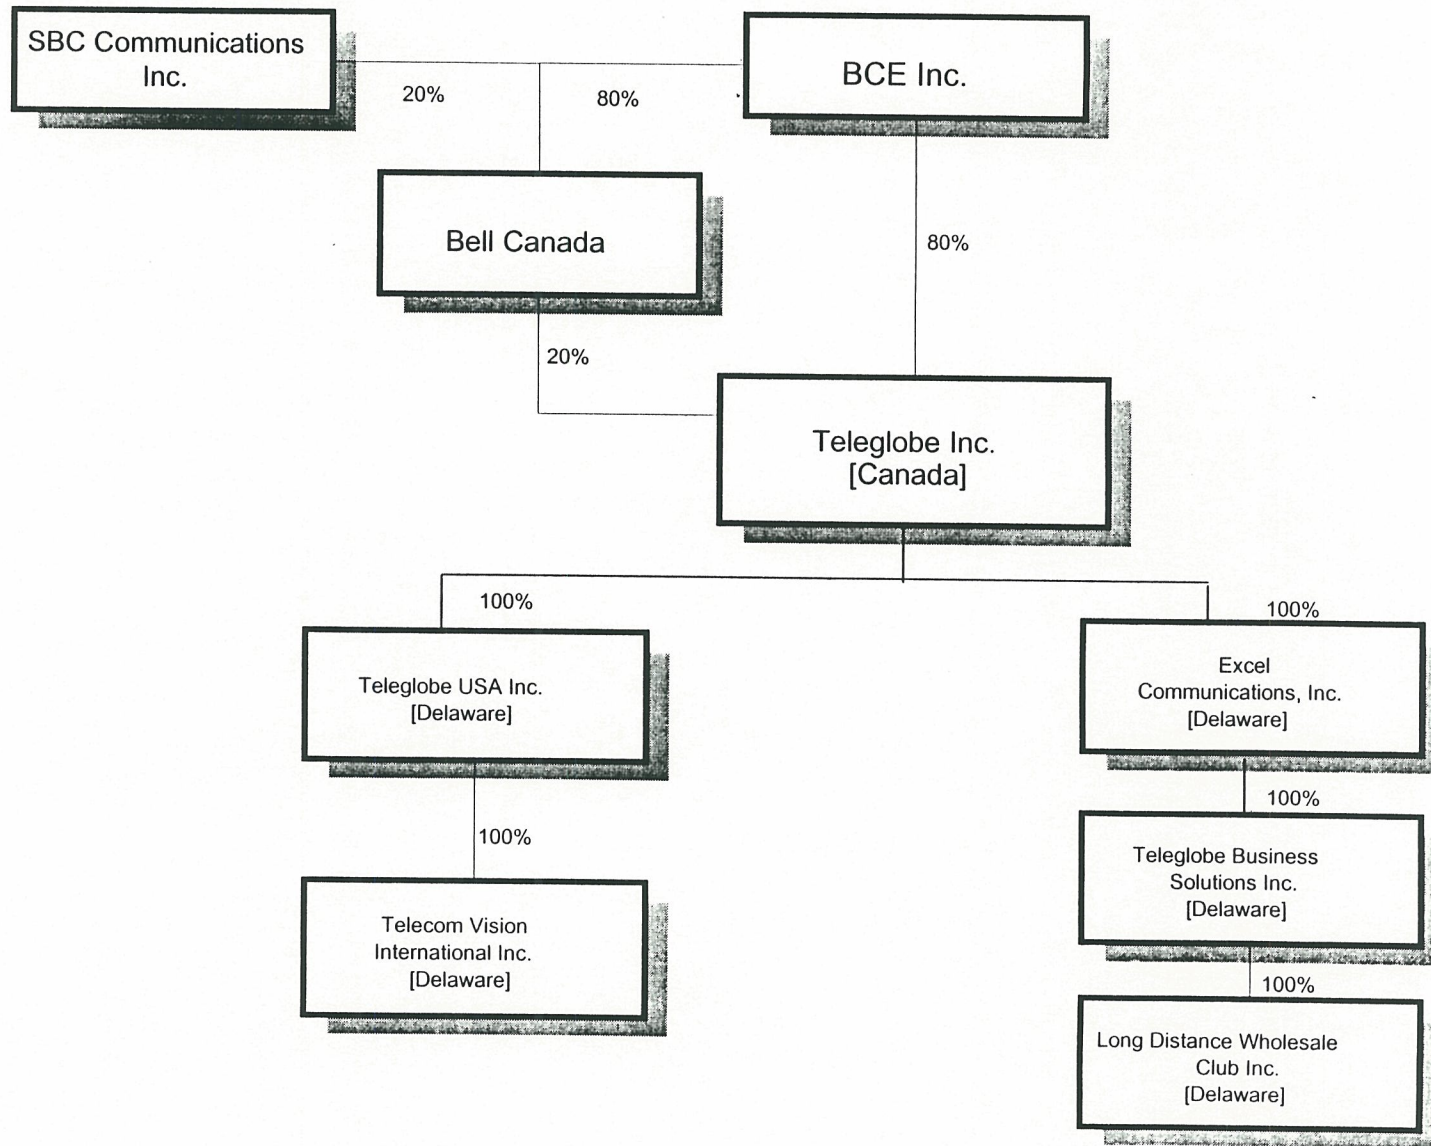 SBC Communications
Inc.
BCE Inc.
20%
80%
Bell Canada
80%
20%
Teleglobe Inc.
[Canada]
100%
100%
Teleglobe USA Inc.
[Delaware]
Excel
Communications, Inc.
[Delaware]
100%
100%
Teleglobe Business
Solutions Inc.
[Delaware]
Telecom Vision
International Inc.
[Delaware]
100%
Long Distance Wholesale
Club Inc.
[Delaware]